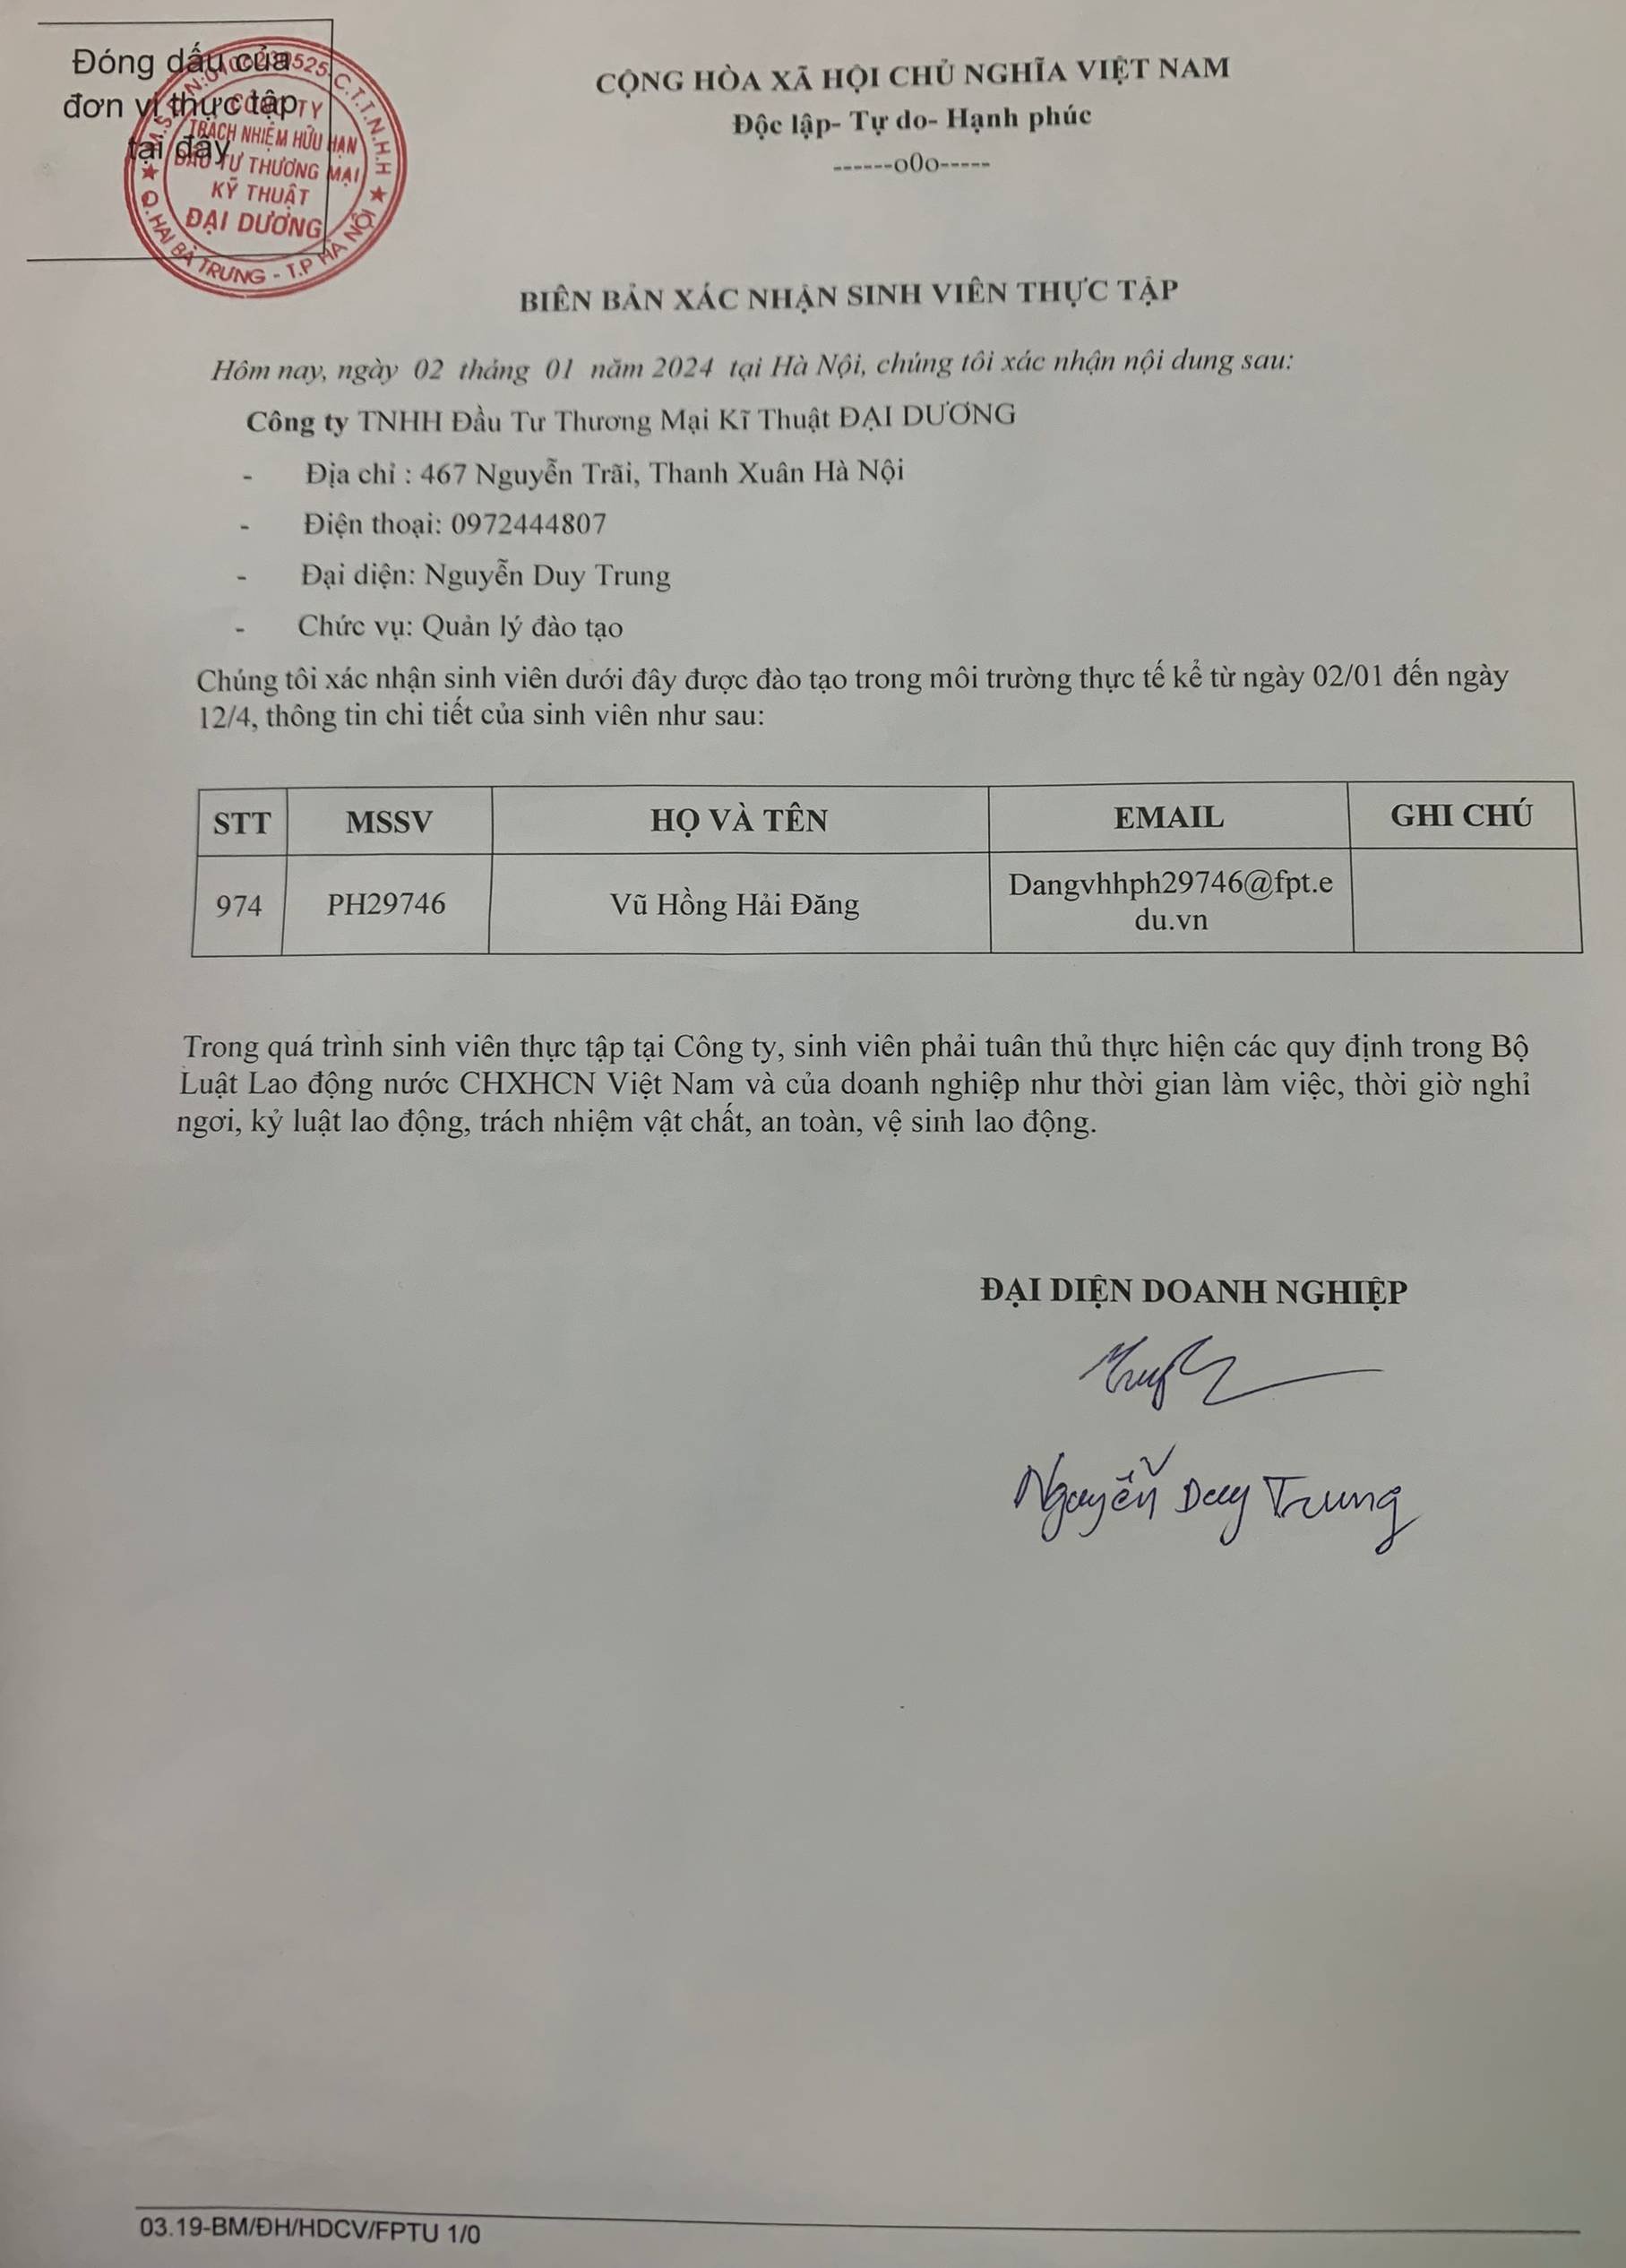 Đóng dấu của
đơn vị thực tập
tại đây
C.T.T.N.H.H
CÔNG TY
TRÁCH NHIỆM HỮU HẠN
ĐẦU TƯ THƯƠNG MẠI
KỸ THUẬT
ĐẠI DƯƠNG
Q.HAI BÀ TRUNG - T.P HÀ NỘI
CỘNG HÒA XÃ HỘI CHỦ NGHĨA VIỆT NAM
Độc lập- Tự do- Hạnh phúc
------o0o-----
BIÊN BẢN XÁC NHẬN SINH VIÊN THỰC TẬP
Hôm nay, ngày 02 tháng 01 năm 2024 tại Hà Nội, chúng tôi xác nhận nội dung sau:
Công ty TNHH Đầu Tư Thương Mại Kĩ Thuật ĐẠI DƯƠNG
- Địa chỉ : 467 Nguyễn Trãi, Thanh Xuân Hà Nội
- Điện thoại: 0972444807
- Đại diện: Nguyễn Duy Trung
- Chức vụ: Quản lý đào tạo
Chúng tôi xác nhận sinh viên dưới đây được đào tạo trong môi trường thực tế kể từ ngày 02/01 đến ngày
12/4, thông tin chi tiết của sinh viên như sau:
STT MSSV HỌ VÀ TÊN EMAIL GHI CHÚ
974 PH29746 Vũ Hồng Hải Đăng Dangvhhph29746@fpt.e
du.vn
Trong quá trình sinh viên thực tập tại Công ty, sinh viên phải tuân thủ thực hiện các quy định trong Bộ
Luật Lao động nước CHXHCN Việt Nam và của doanh nghiệp như thời gian làm việc, thời giờ nghỉ
ngơi, kỷ luật lao động, trách nhiệm vật chất, an toàn, vệ sinh lao động.
ĐẠI DIỆN DOANH NGHIỆP
Nguyễn Duy Trung
03.19-BM/ĐH/HDCV/FPTU 1/0